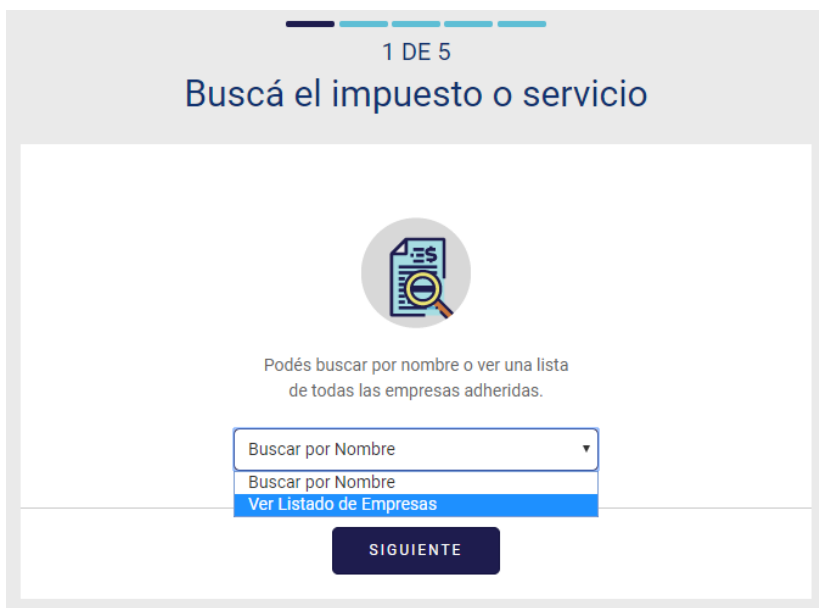 1 DE 5
Buscá el impuesto o servicio
Podés buscar por nombre o ver una lista
de todas las empresas adheridas.
Buscar por Nombre
Buscar por Nombre
Ver Listado de Empresas
SIGUIENTE